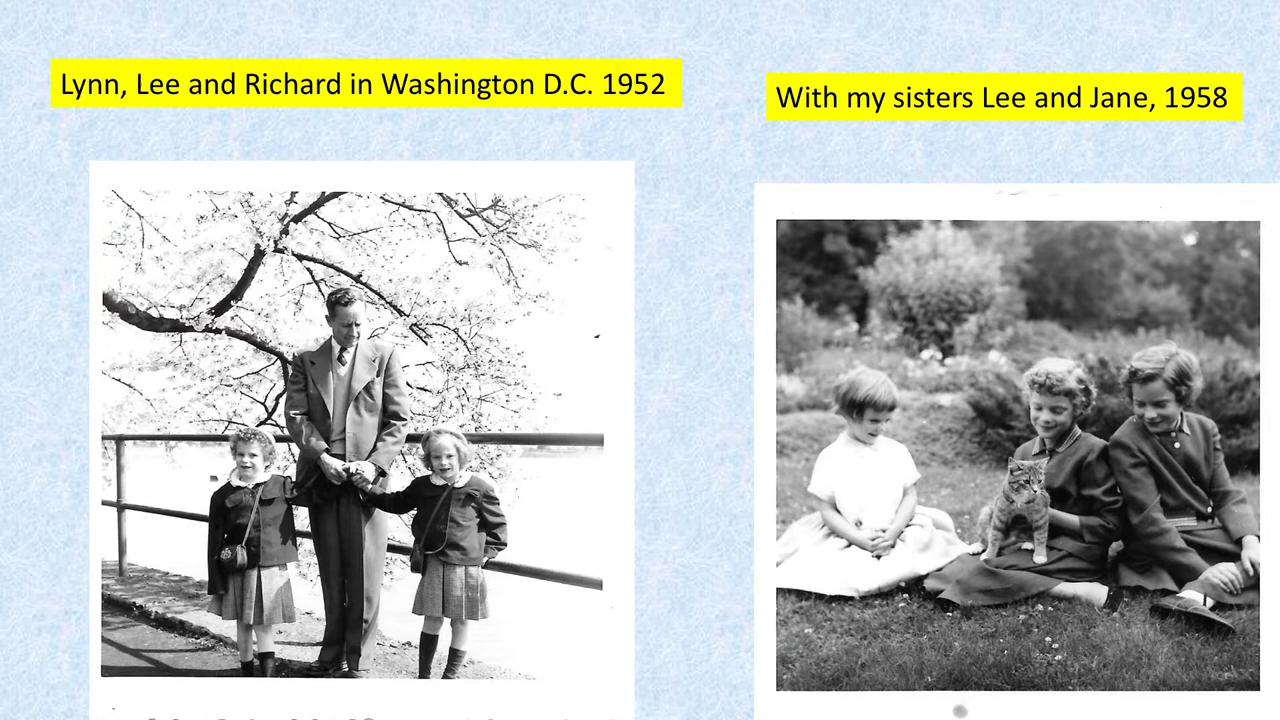 Lynn, Lee and Richard in Washington D.C. 1952
With my sisters Lee and Jane, 1958